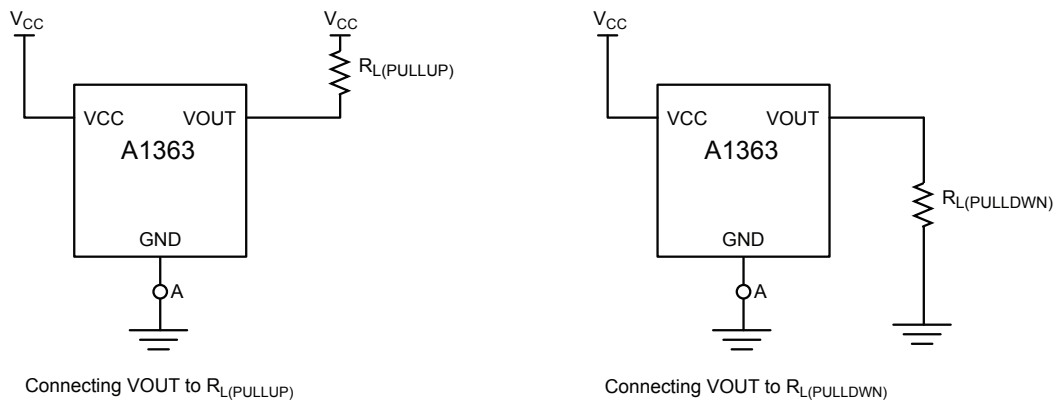 VCC
VCC
RL(PULLUP)
VCC
VOUT
A1363
GND
A
Connecting VOUT to RL(PULLUP)
VCC
VCC
VOUT
A1363
RL(PULLDWN)
GND
A
Connecting VOUT to RL(PULLDWN)